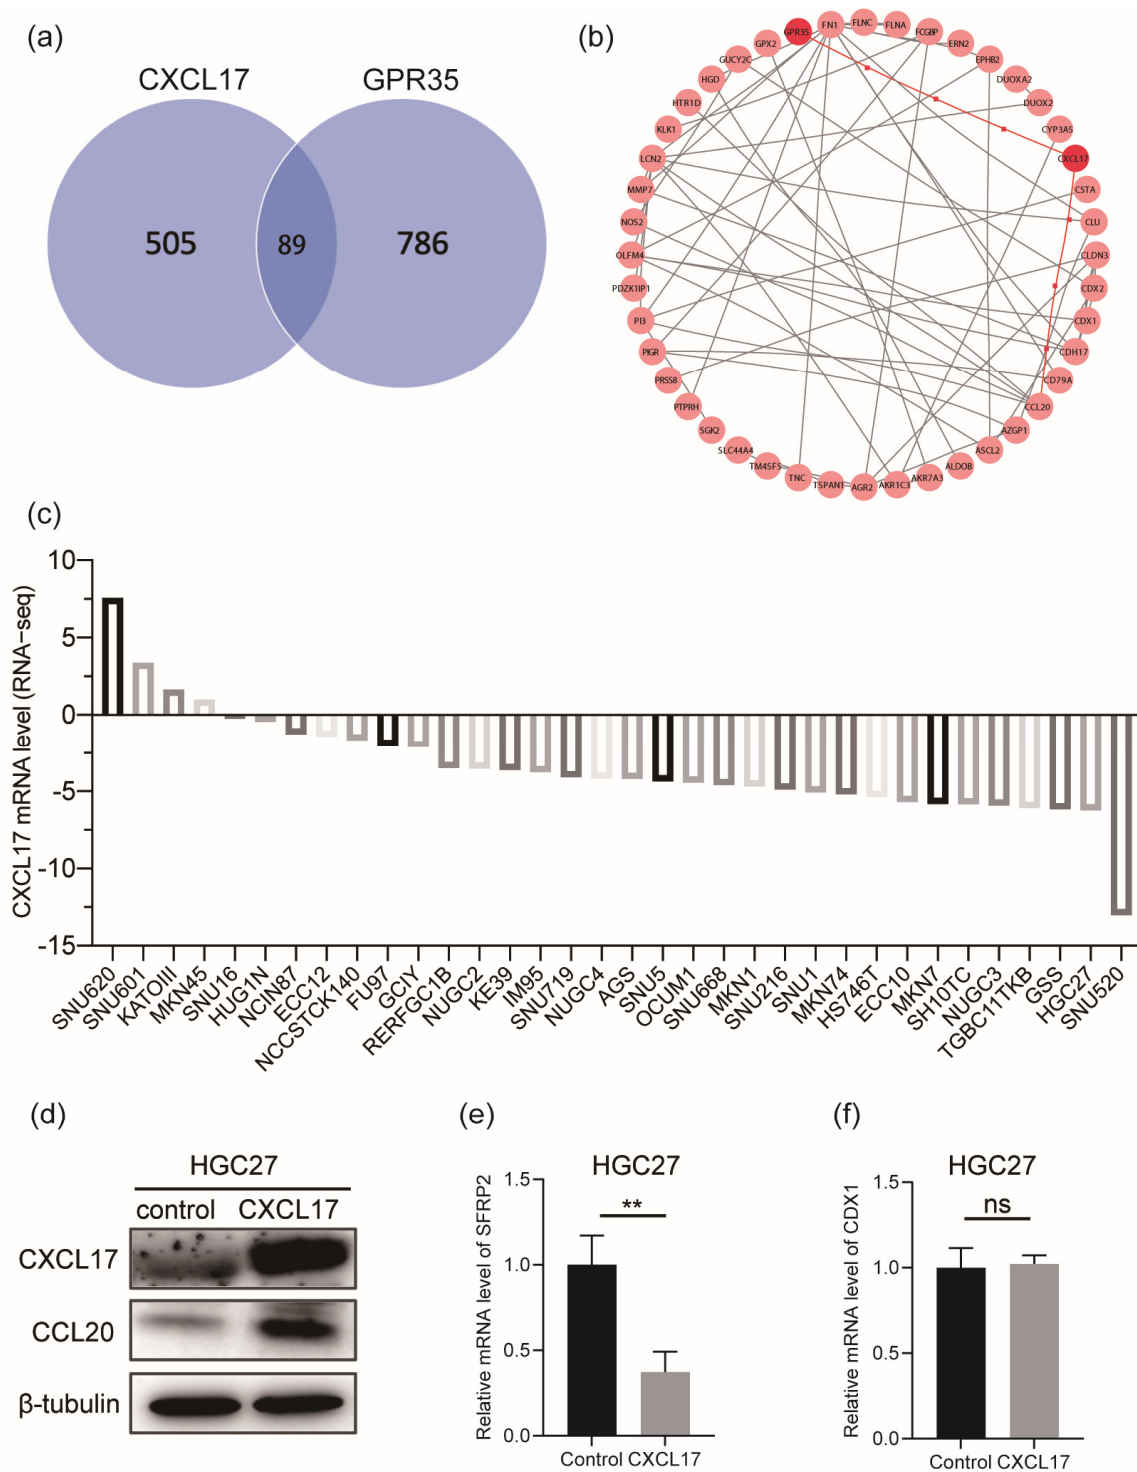 (a)
CXCL17 GPR35
505 89 786
(b)
GPR35
FN1
FLNC
FLNA
FCGBP
ERN2
EPHB2
DUOXA2
DUOX2
CYP3A5
CXCL17
CSTA
CLU
CLDN3
CDX2
CDX1
CDH17
CD79A
CCL20
AZGP1
ASCL2
ALDOB
AKR7A3
AKR1C3
AGR2
TSPAN1
TNC
TM4SF5
SLC44A4
SGK2
PTPRH
PRSS8
PIGR
PI3
PDZK1IP1
OLFM4
NOS2
MMP7
LCN2
KLK1
HTR1D
HGD
GUCY2C
GPX2
(c)
CXCL17 mRNA level (RNA-seq)
10
5
0
-5
-10
-15
SNU620
SNU601
KATOIII
MKN45
SNU16
HUG1N
NCIN87
ECC12
NCCSTCK140
FU97
GCIY
RERFGC1B
NUGC2
KE39
IM95
SNU719
NUGC4
AGS
SNU5
OCUM1
SNU668
MKN1
SNU216
SNU1
MKN74
HS746T
ECC10
MKN7
SH10TC
NUGC3
TGBC11TKB
GSS
HGC27
SNU520
(d)
HGC27
control CXCL17
CXCL17
CCL20
β-tubulin
(e)
HGC27
Relative mRNA level of SFRP2
1.5
1.0
0.5
0.0
**
Control CXCL17
(f)
HGC27
Relative mRNA level of CDX1
1.5
1.0
0.5
0.0
ns
Control CXCL17